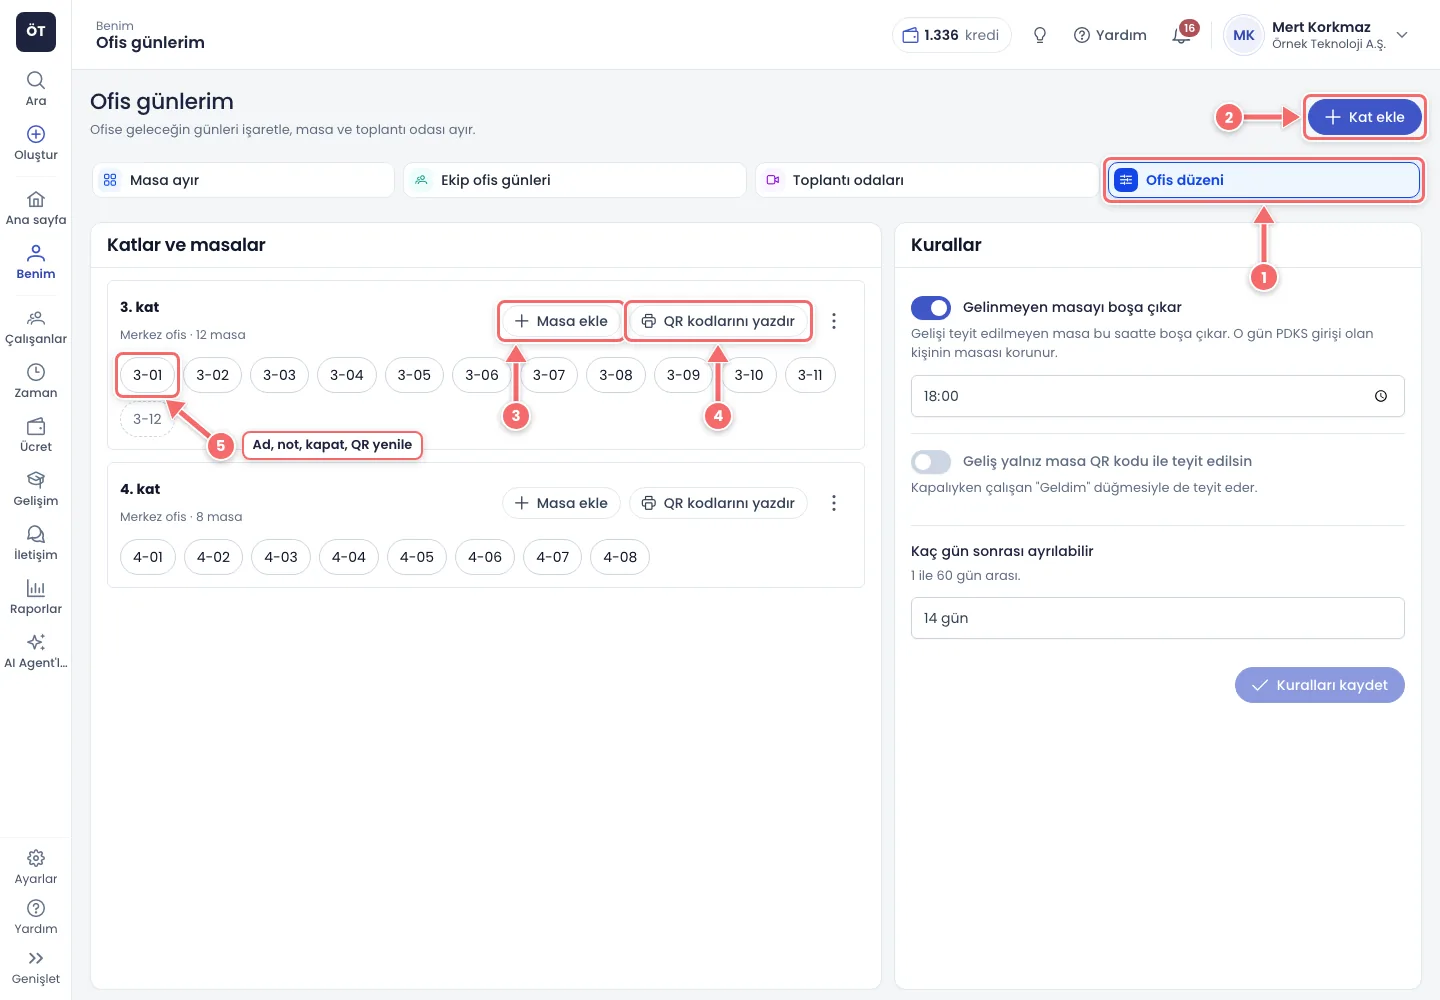 ÖT
Ara
Oluştur
Ana sayfa
Benim
Çalışanlar
Zaman
Ücret
Gelişim
İletişim
Raporlar
AI Agent'l...
Ayarlar
Yardım
Genişlet
Benim
Ofis günlerim
1.336 kredi
Yardım
16
MK
Mert Korkmaz
Örnek Teknoloji A.Ş.
Ofis günlerim
Ofise geleceğin günleri işaretle, masa ve toplantı odası ayır.
2
Kat ekle
Masa ayır
Ekip ofis günleri
Toplantı odaları
Ofis düzeni
1
Katlar ve masalar
3. kat
Merkez ofis · 12 masa
Masa ekle
QR kodlarını yazdır
3-01
3-02
3-03
3-04
3-05
3-06
3-07
3-08
3-09
3-10
3-11
3-12
3
4
5
Ad, not, kapat, QR yenile
4. kat
Merkez ofis · 8 masa
Masa ekle
QR kodlarını yazdır
4-01
4-02
4-03
4-04
4-05
4-06
4-07
4-08
Kurallar
Gelinmeyen masayı boşa çıkar
Gelişi teyit edilmeyen masa bu saatte boşa çıkar. O gün PDKS girişi olan
kişinin masası korunur.
18:00
Geliş yalnız masa QR kodu ile teyit edilsin
Kapalıyken çalışan "Geldim" düğmesiyle de teyit eder.
Kaç gün sonrası ayrılabilir
1 ile 60 gün arası.
14 gün
Kuralları kaydet